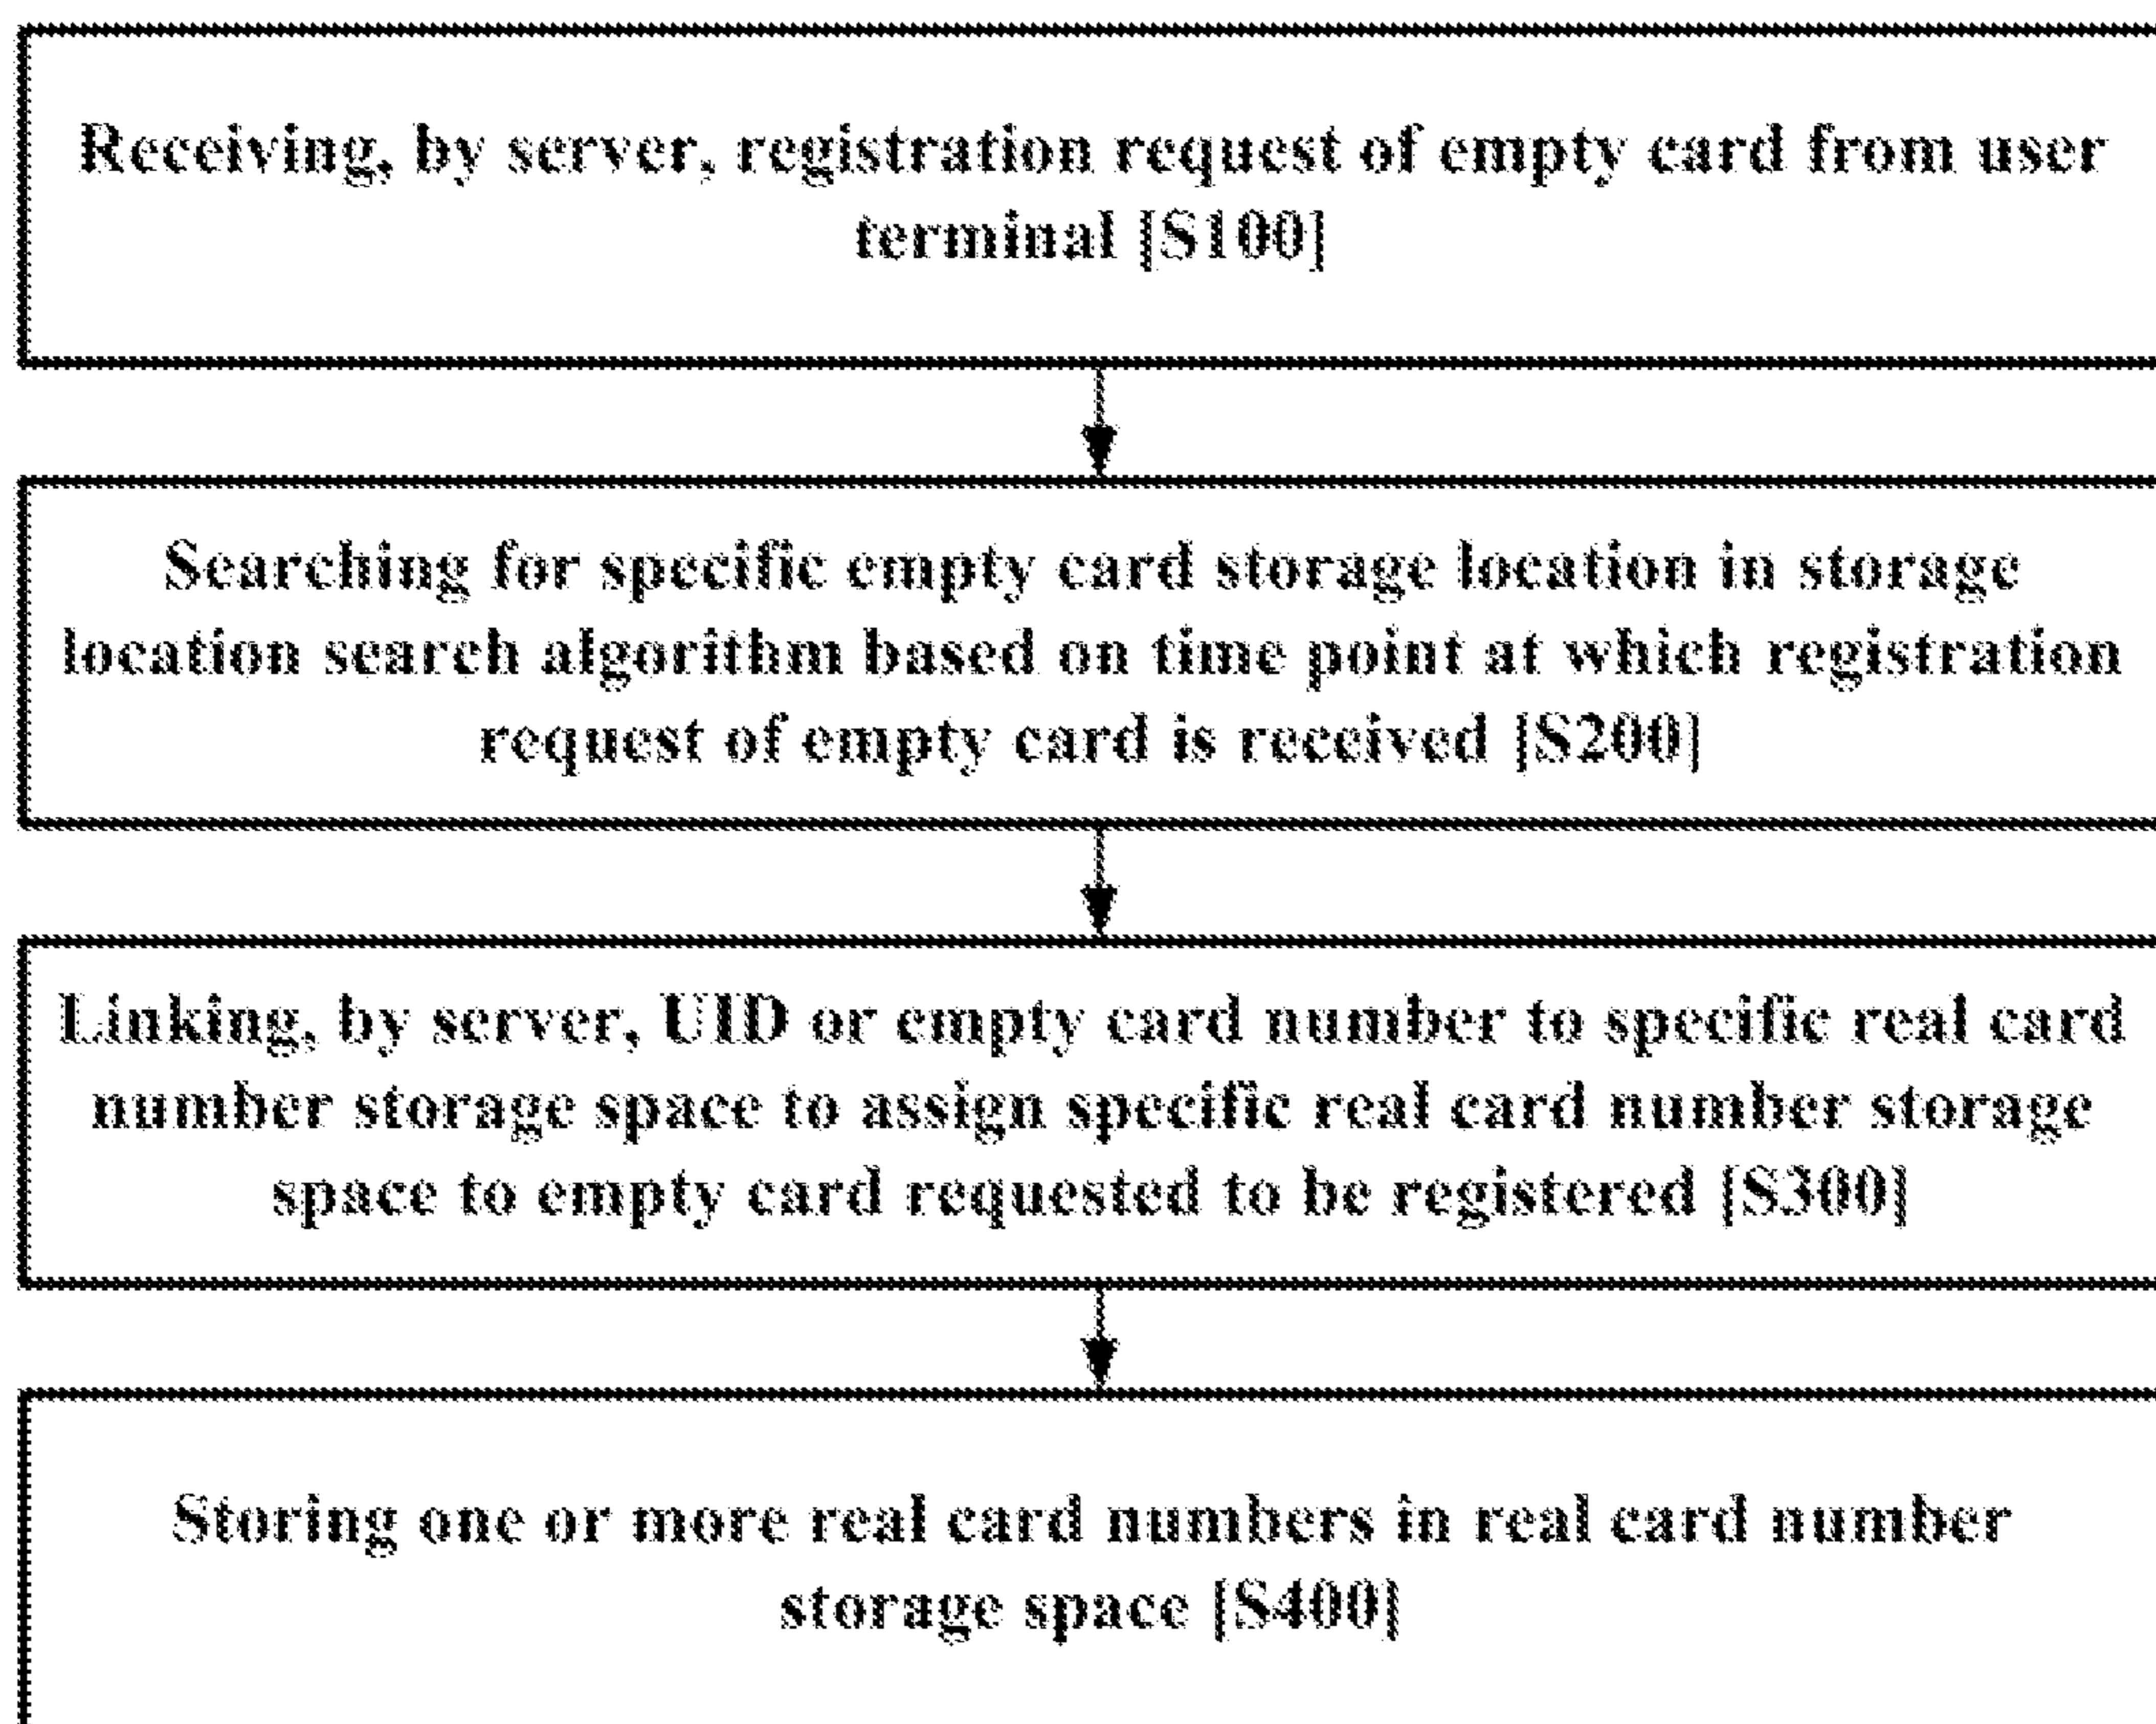 Receiving, by server, registration request of empty card from user
terminal [S100]
Searching for specific empty card storage location in storage
location search algorithm based on time point at which registration
request of empty card is received [S200]
Linking, by server, UID or empty card number to specific real card
number storage space to assign specific real card number storage
space to empty card requested to be registered [S300]
Storing one or more real card numbers in real card number
storage space [S400]